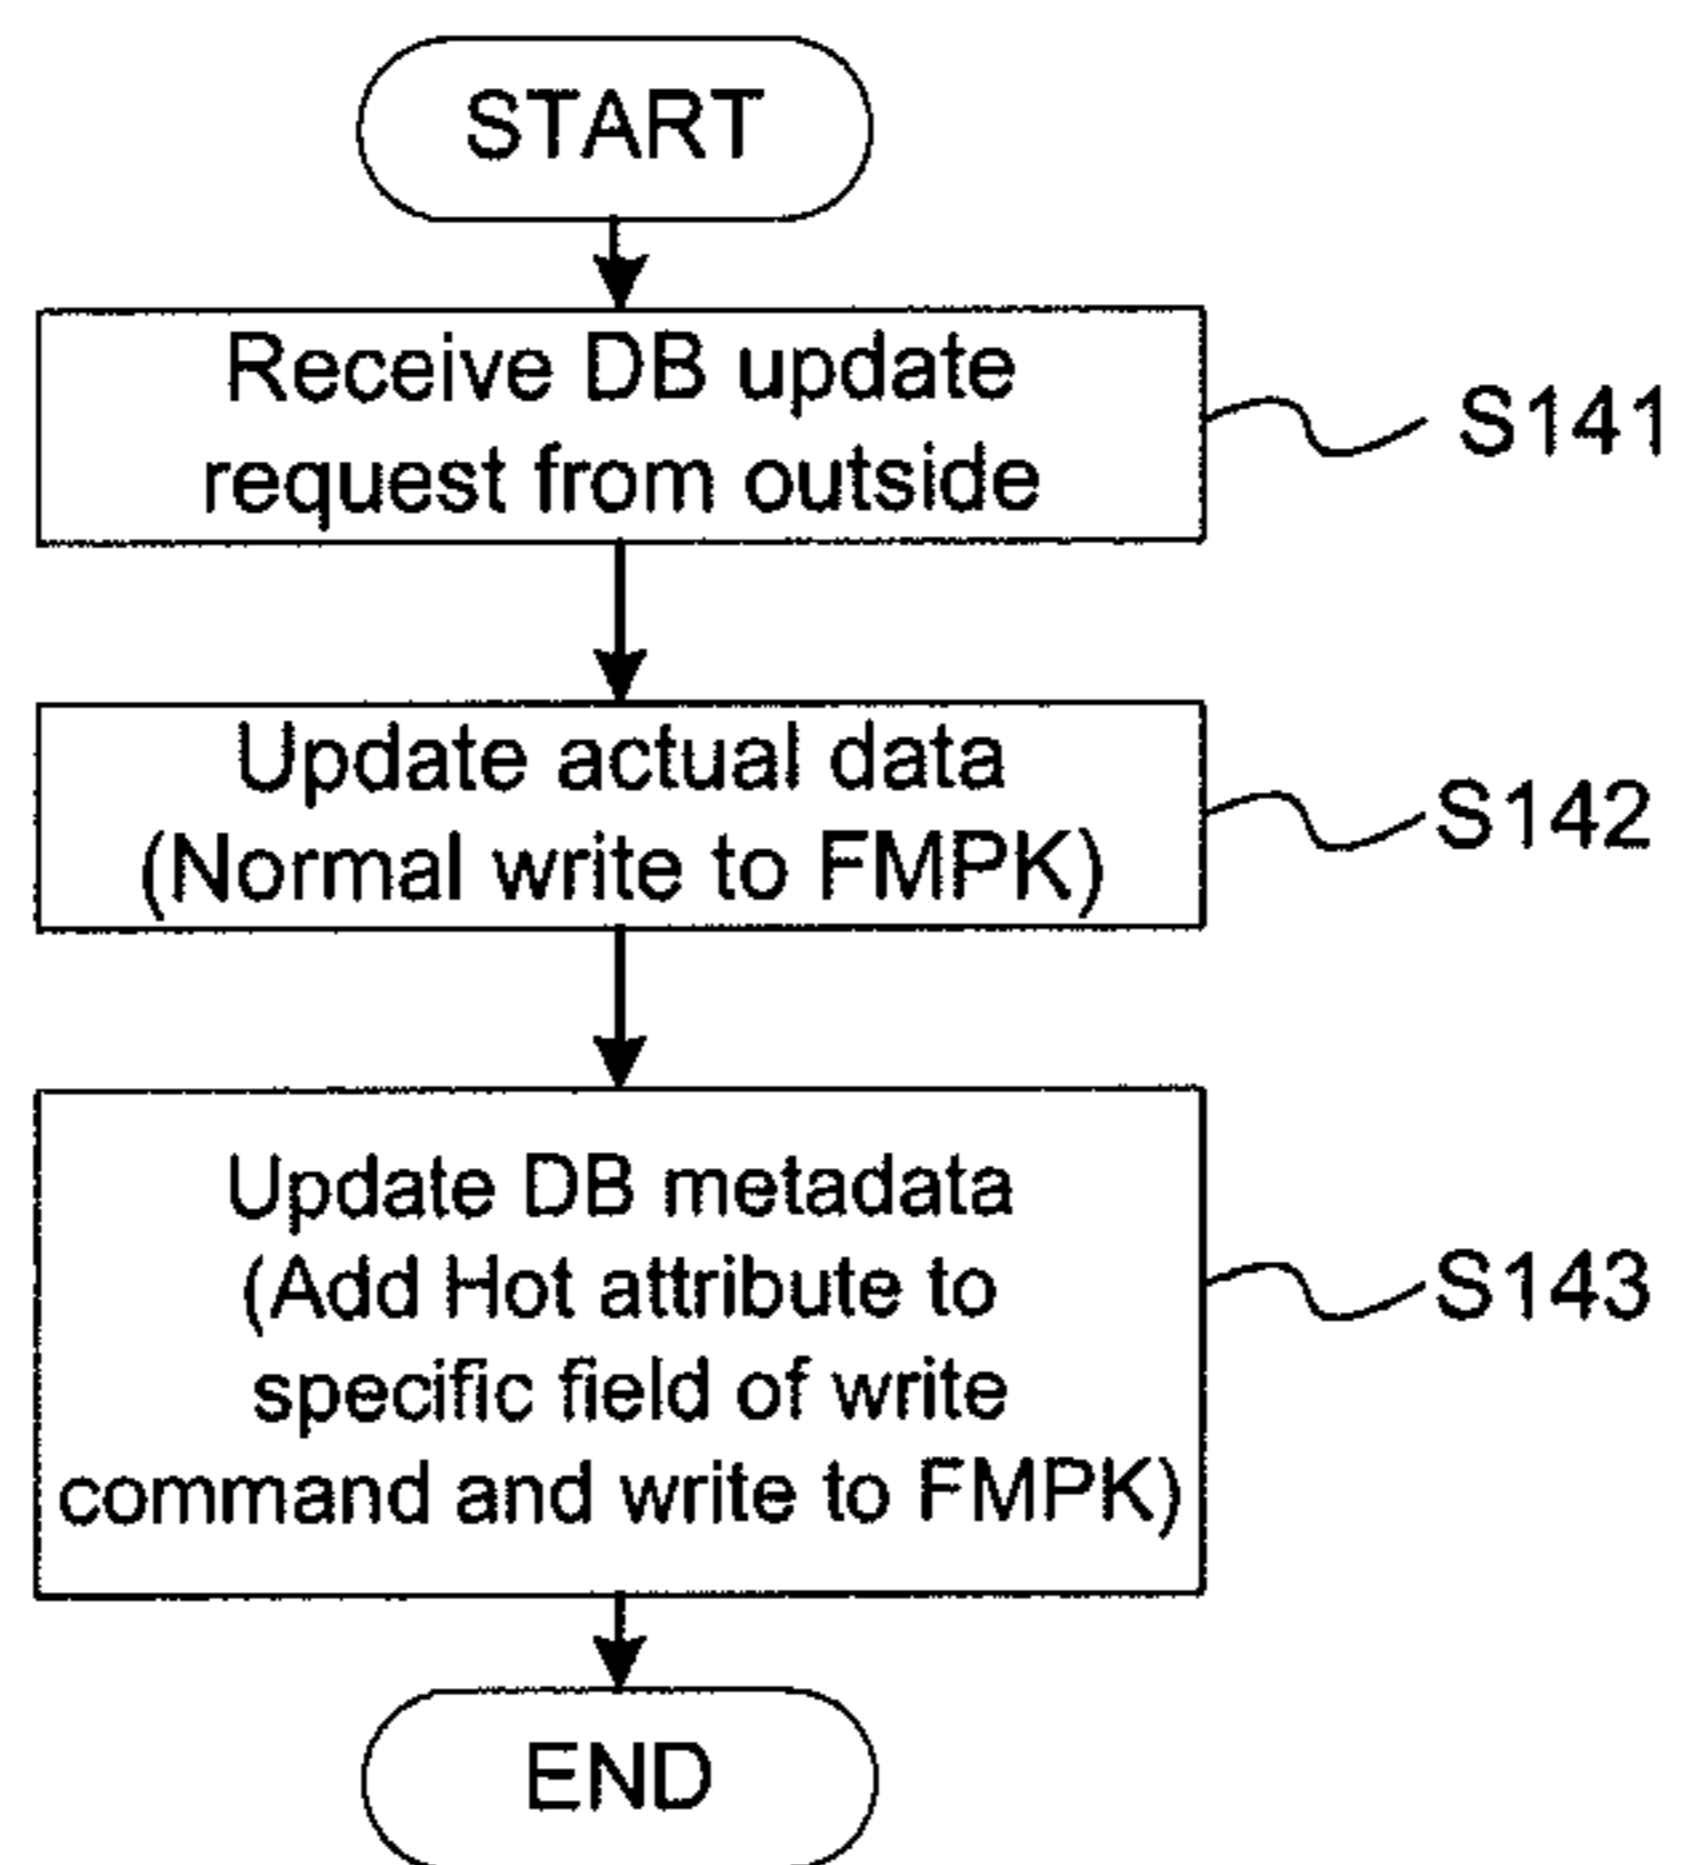 START
Receive DB update
request from outside
S141
Update actual data
(Normal write to FMPK)
S142
Update DB metadata
(Add Hot attribute to
specific field of write
command and write to FMPK)
S143
END